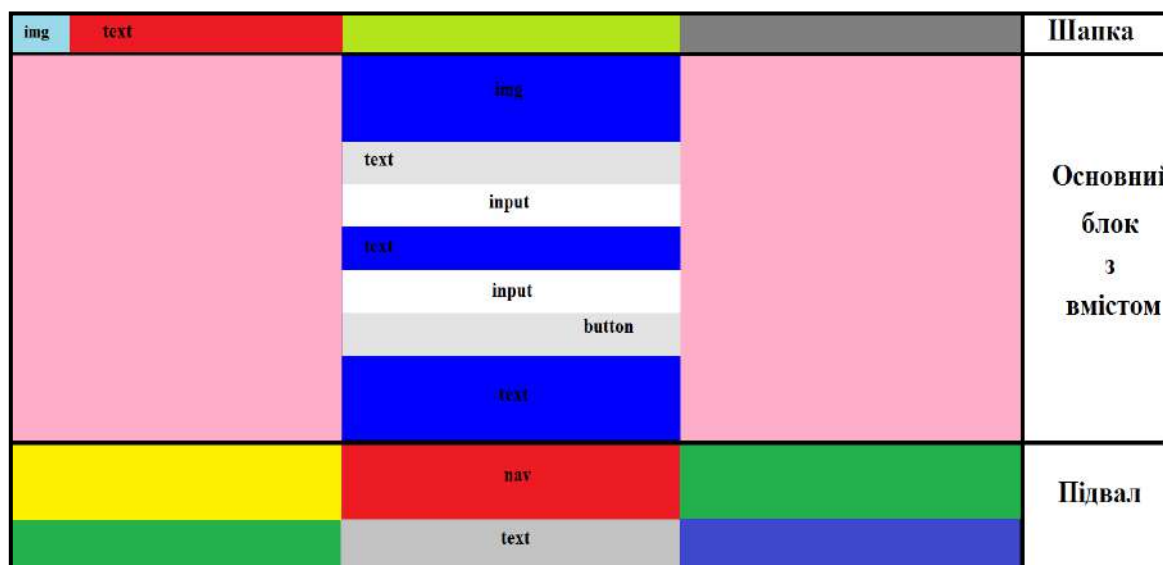 img text Шапка
img
text
input
text
input
button
text
Основний
блок
з
вмістом
nav
text
Підвал